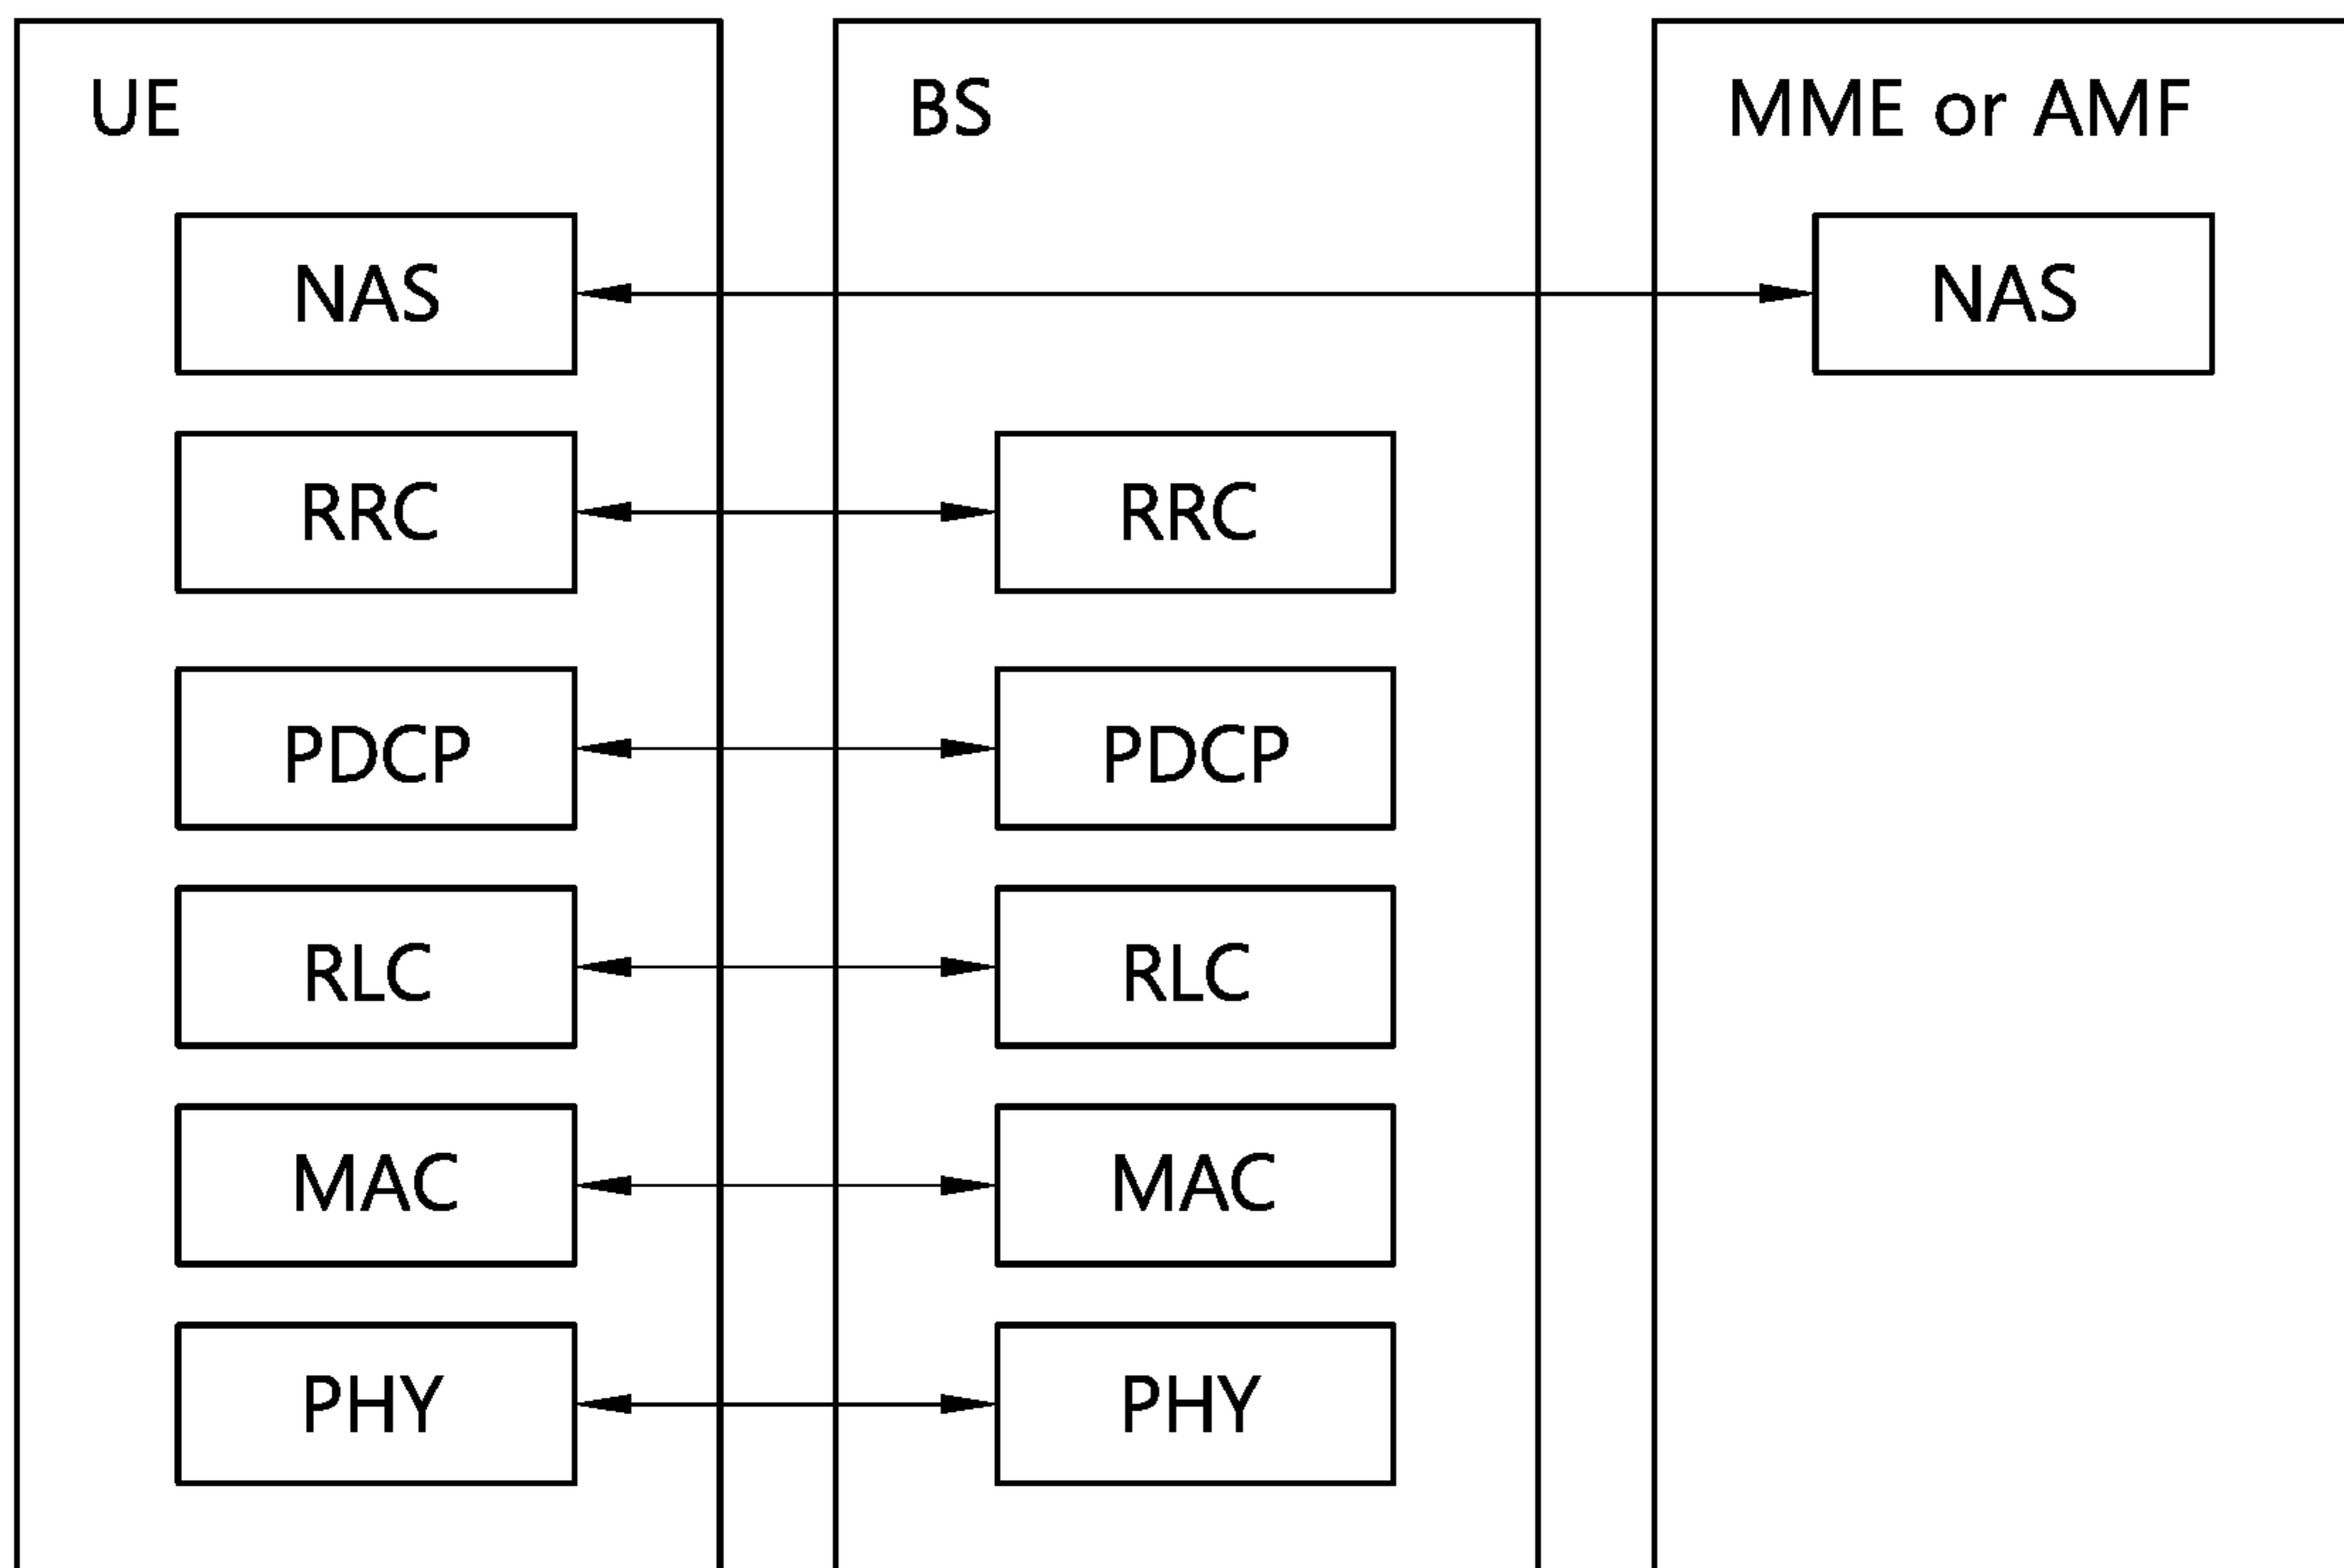 UE
BS
MME or AMF
NAS
NAS
RRC
RRC
PDCP
PDCP
RLC
RLC
MAC
MAC
PHY
PHY